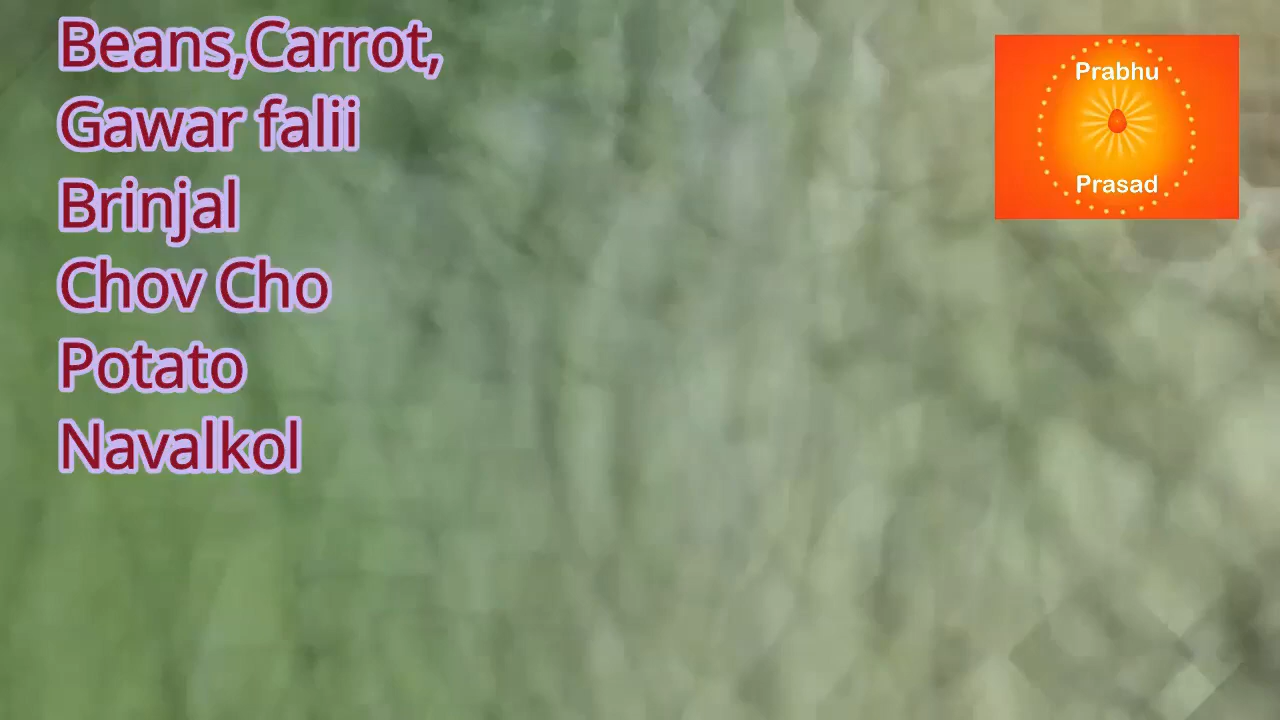 Beans,Carrot,
Gawar falii
Brinjal
Chov Cho
Potato
Navalkol
Prabhu
Prasad